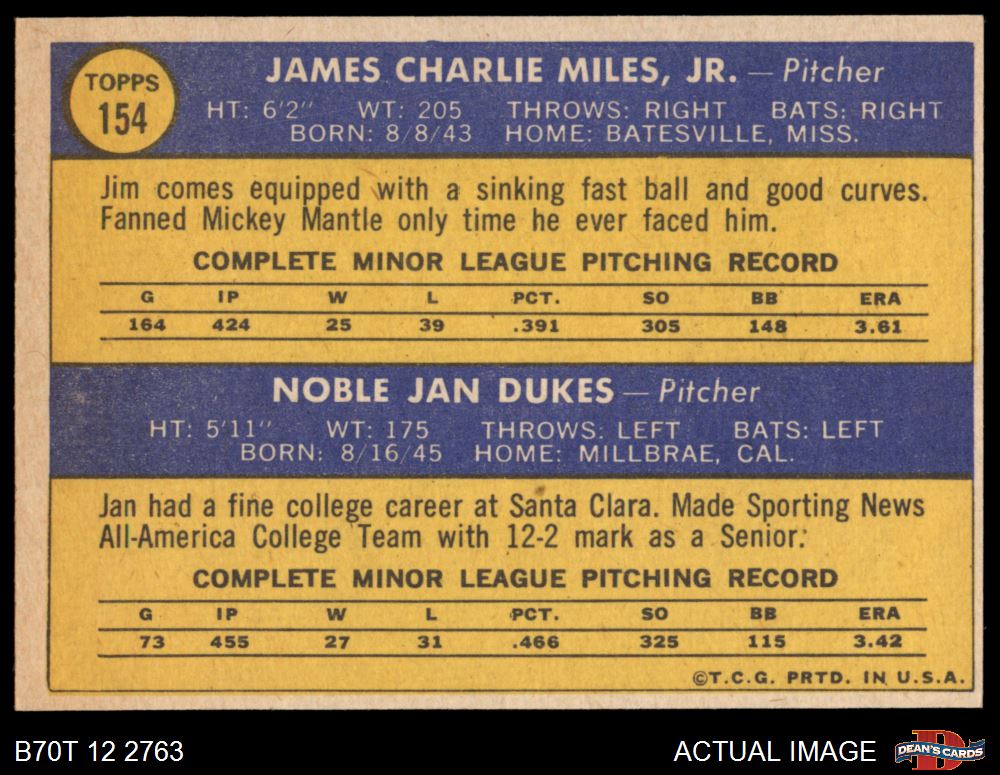 TOPPS
154
JAMES CHARLIE MILES, JR. — Pitcher
HT: 6'2" WT: 205 THROWS: RIGHT BATS: RIGHT
BORN: 8/8/43 HOME: BATESVILLE, MISS.
Jim comes equipped with a sinking fast ball and good curves.
Fanned Mickey Mantle only time he ever faced him.
COMPLETE MINOR LEAGUE PITCHING RECORD
G IP W L PCT. SO BB ERA
164 424 25 39 .391 305 148 3.61
NOBLE JAN DUKES — Pitcher
HT: 5'11" WT: 175 THROWS: LEFT BATS: LEFT
BORN: 8/16/45 HOME: MILLBRAE, CAL.
Jan had a fine college career at Santa Clara. Made Sporting News
All-America College Team with 12-2 mark as a Senior.
COMPLETE MINOR LEAGUE PITCHING RECORD
G IP W L PCT. SO BB ERA
73 455 27 31 .466 325 115 3.42
©T.C.G. PRTD. IN U.S.A.
B70T 12 2763 ACTUAL IMAGE DEAN'S CARDS